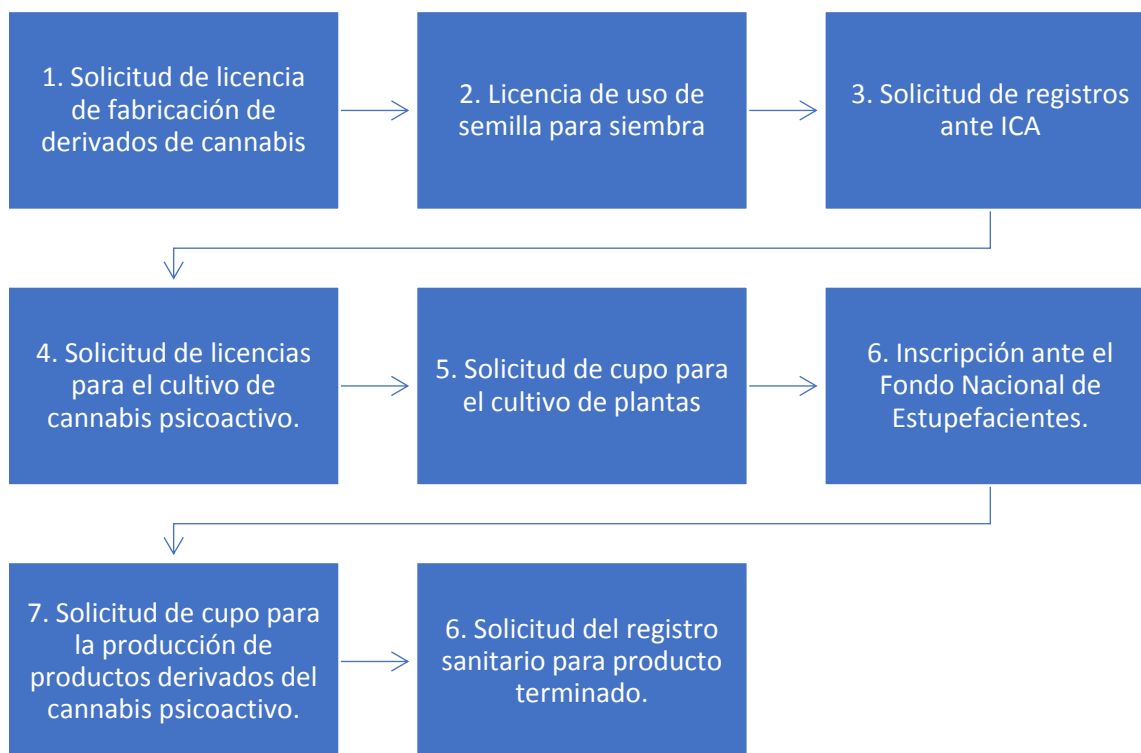 1. Solicitud de licencia
de fabricación de
derivados de cannabis
2. Licencia de uso de
semilla para siembra
3. Solicitud de registros
ante ICA
4. Solicitud de licencias
para el cultivo de
cannabis psicoactivo.
5. Solicitud de cupo para
el cultivo de plantas
6. Inscripción ante el
Fondo Nacional de
Estupefacientes.
7. Solicitud de cupo para
la producción de
productos derivados del
cannabis psicoactivo.
6. Solicitud del registro
sanitario para producto
terminado.